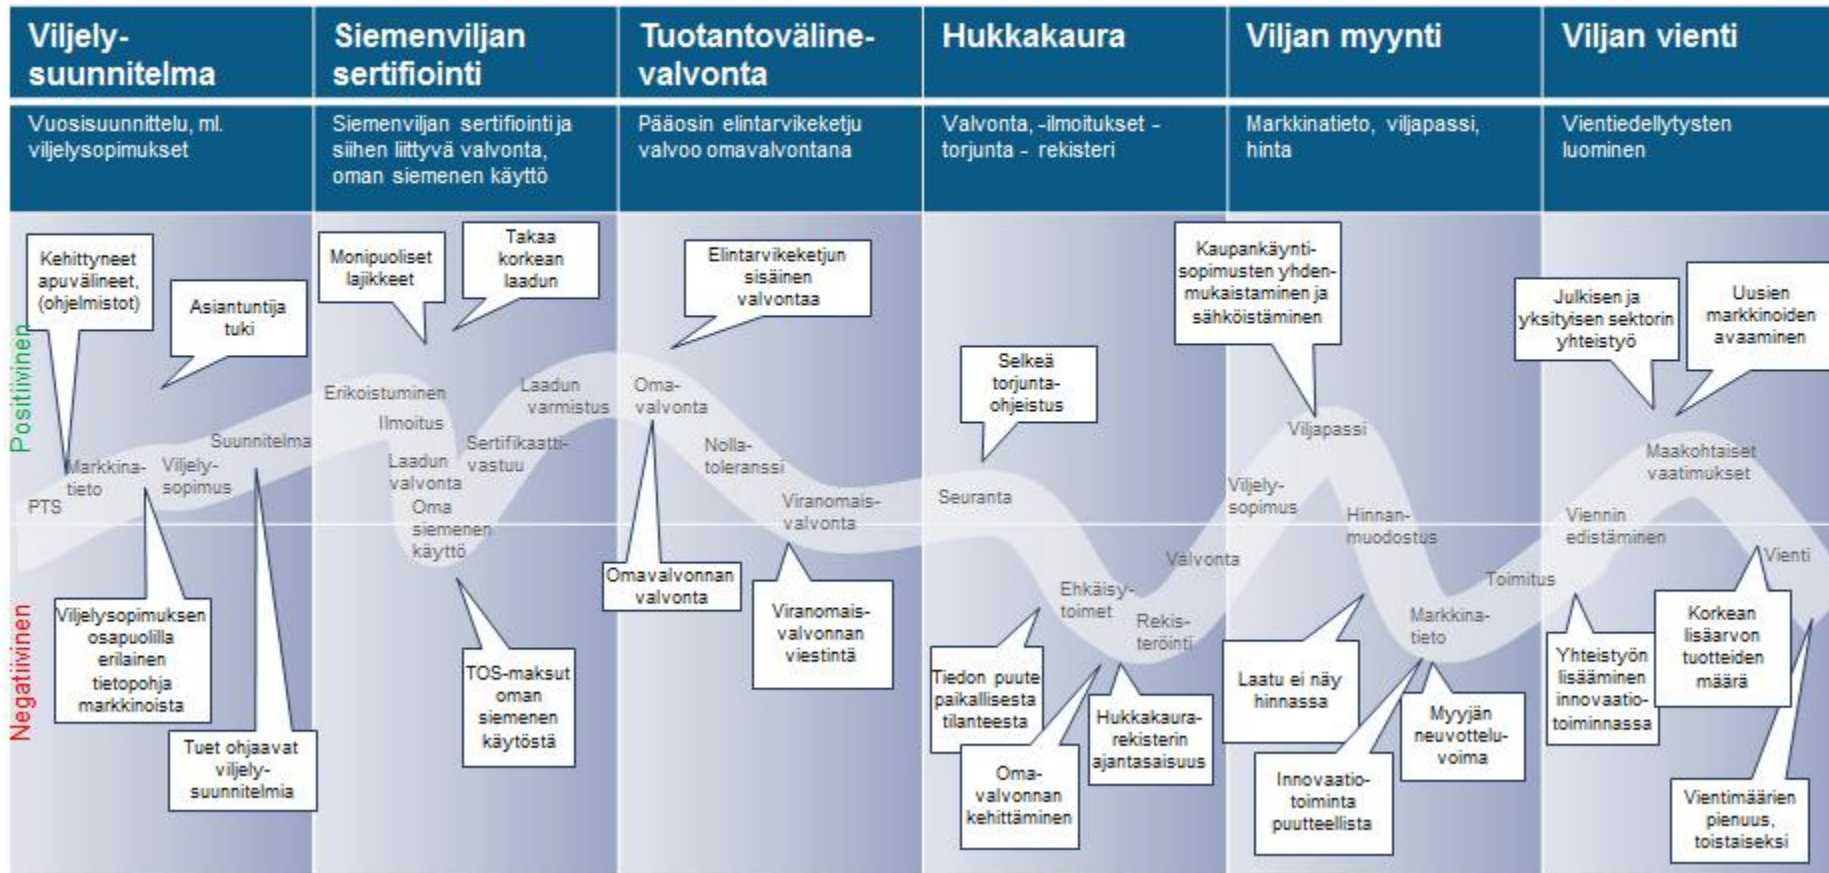 Viljely-
suunnitelma
Siemenviljan
sertifiointi
Tuotantoväline-
valvonta
Hukkakaura
Viljan myynti
Viljan vienti
Vuosisuunnittelu, ml.
viljelysopimukset
Siemenviljan sertifiointi ja
siihen liittyvä valvonta,
oman siemenen käyttö
Pääosin elintarvikeketju
valvoo omavalvontana
Valvonta, -ilmoitukset -
torjunta - rekisteri
Markkinatieto, viljapassi,
hinta
Vientiedellytysten
luominen
Positiivinen
Negatiivinen
Kehittyneet
apuvälineet,
(ohjelmistot)
Asiantuntija
tuki
PTS
Markkina-
tieto
Viljely-
sopimus
Suunnitelma
Viljelysopimuksen
osapuolilla
erilainen
tietopohja
markkinoista
Tuet ohjaavat
viljely-
suunnitelmia
Monipuoliset
lajikkeet
Takaa
korkean
laadun
Erikoistuminen
Ilmoitus
Laadun
valvonta
Oma
siemenen
käyttö
Sertifikaatti-
vastuu
Laadun
varmistus
TOS-maksut
oman
siemenen
käytöstä
Elintarvikeketjun
sisäinen
valvontaa
Oma-
valvonta
Nolla-
toleranssi
Viranomais-
valvonta
Omavalvonnan
valvonta
Viranomais-
valvonnan
viestintä
Selkeä
torjunta-
ohjeistus
Seuranta
Ehkäisy-
toimet
Rekis-
teröinti
Valvonta
Tiedon puute
paikallisesta
tilanteesta
Oma-
valvonnan
kehittäminen
Hukkakaura-
rekisterin
ajantasaisuus
Kaupankäynti-
sopimusten yhden-
mukaistaminen ja
sähköistäminen
Viljapassi
Viljely-
sopimus
Hinnan-
muodostus
Markkina-
tieto
Toimitus
Laatu ei näy
hinnassa
Innovaatio-
toiminta
puutteellista
Myyjän
neuvottelu-
voima
Julkisen ja
yksityisen sektorin
yhteistyö
Uusien
markkinoiden
avaaminen
Maakohtaiset
vaatimukset
Viennin
edistäminen
Vienti
Yhteistyön
lisääminen
innovaatio-
toiminnassa
Korkean
lisäarvon
tuotteiden
määrä
Vientimäärien
pienuus,
toistaiseksi